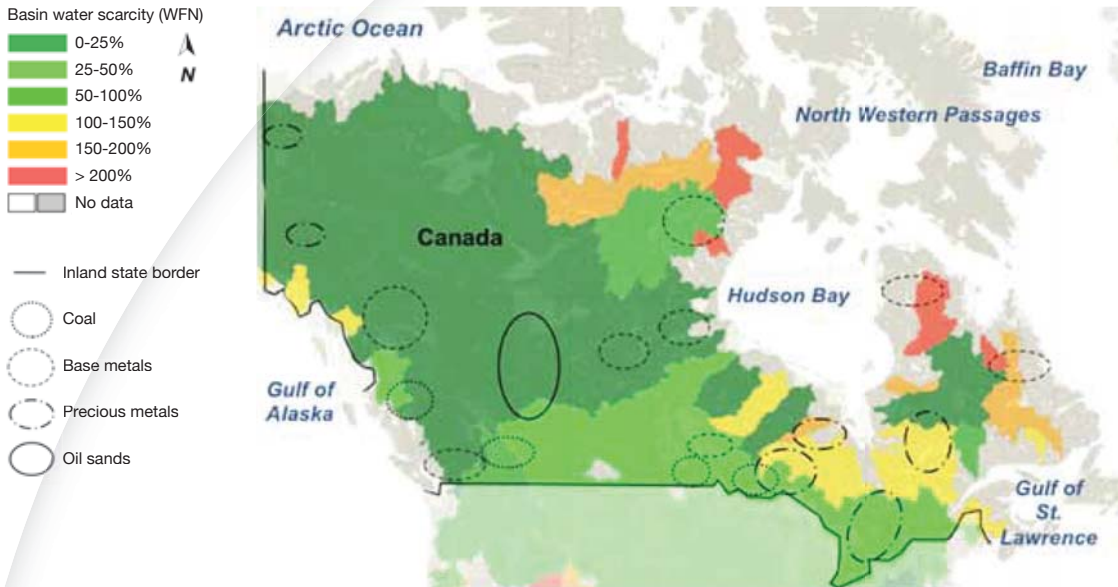 Basin water scarcity (WFN)
0-25%
25-50%
50-100%
100-150%
150-200%
> 200%
No data
N
Inland state border
Coal
Base metals
Precious metals
Oil sands
Arctic Ocean
Baffin Bay
North Western Passages
Canada
Hudson Bay
Gulf of
Alaska
Gulf of
St.
Lawrence